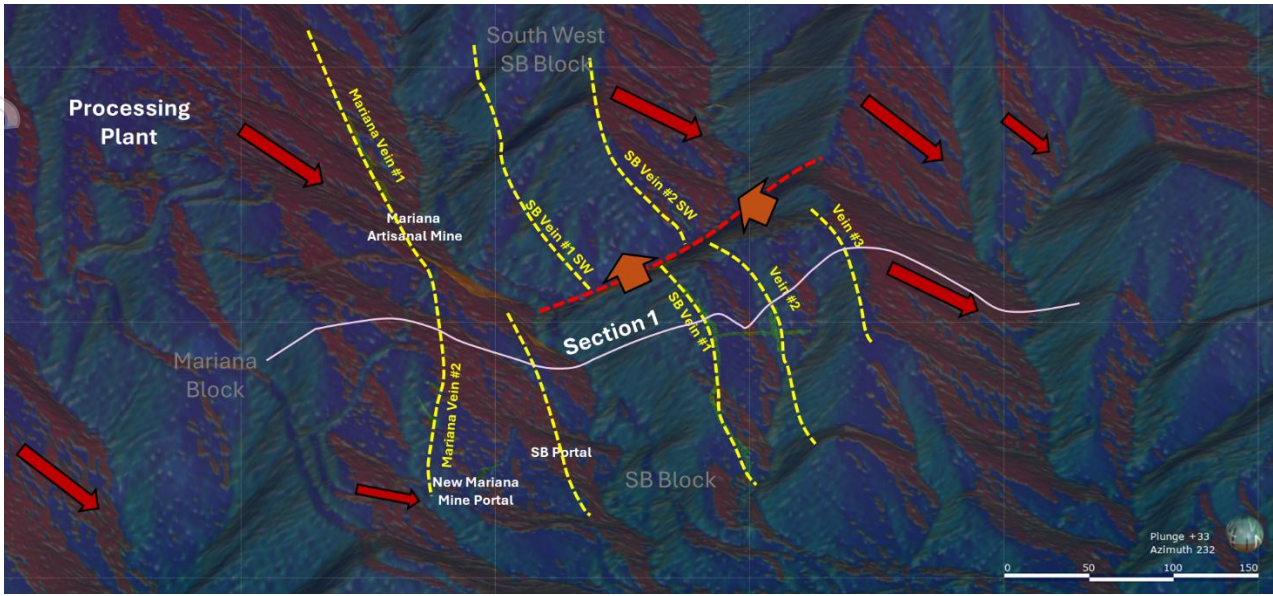 South West
SB Block
Processing
Plant
Mariana Vein #1
SB Vein #2 SW
SB Vein #1 SW
Mariana
Artisanal Mine
Vein #3
Vein #2
SB Vein #1
Section 1
Mariana
Block
Mariana Vein #2
SB Portal
SB Block
New Mariana
Mine Portal
Plunge +33
Azimuth 232
0 50 100 150